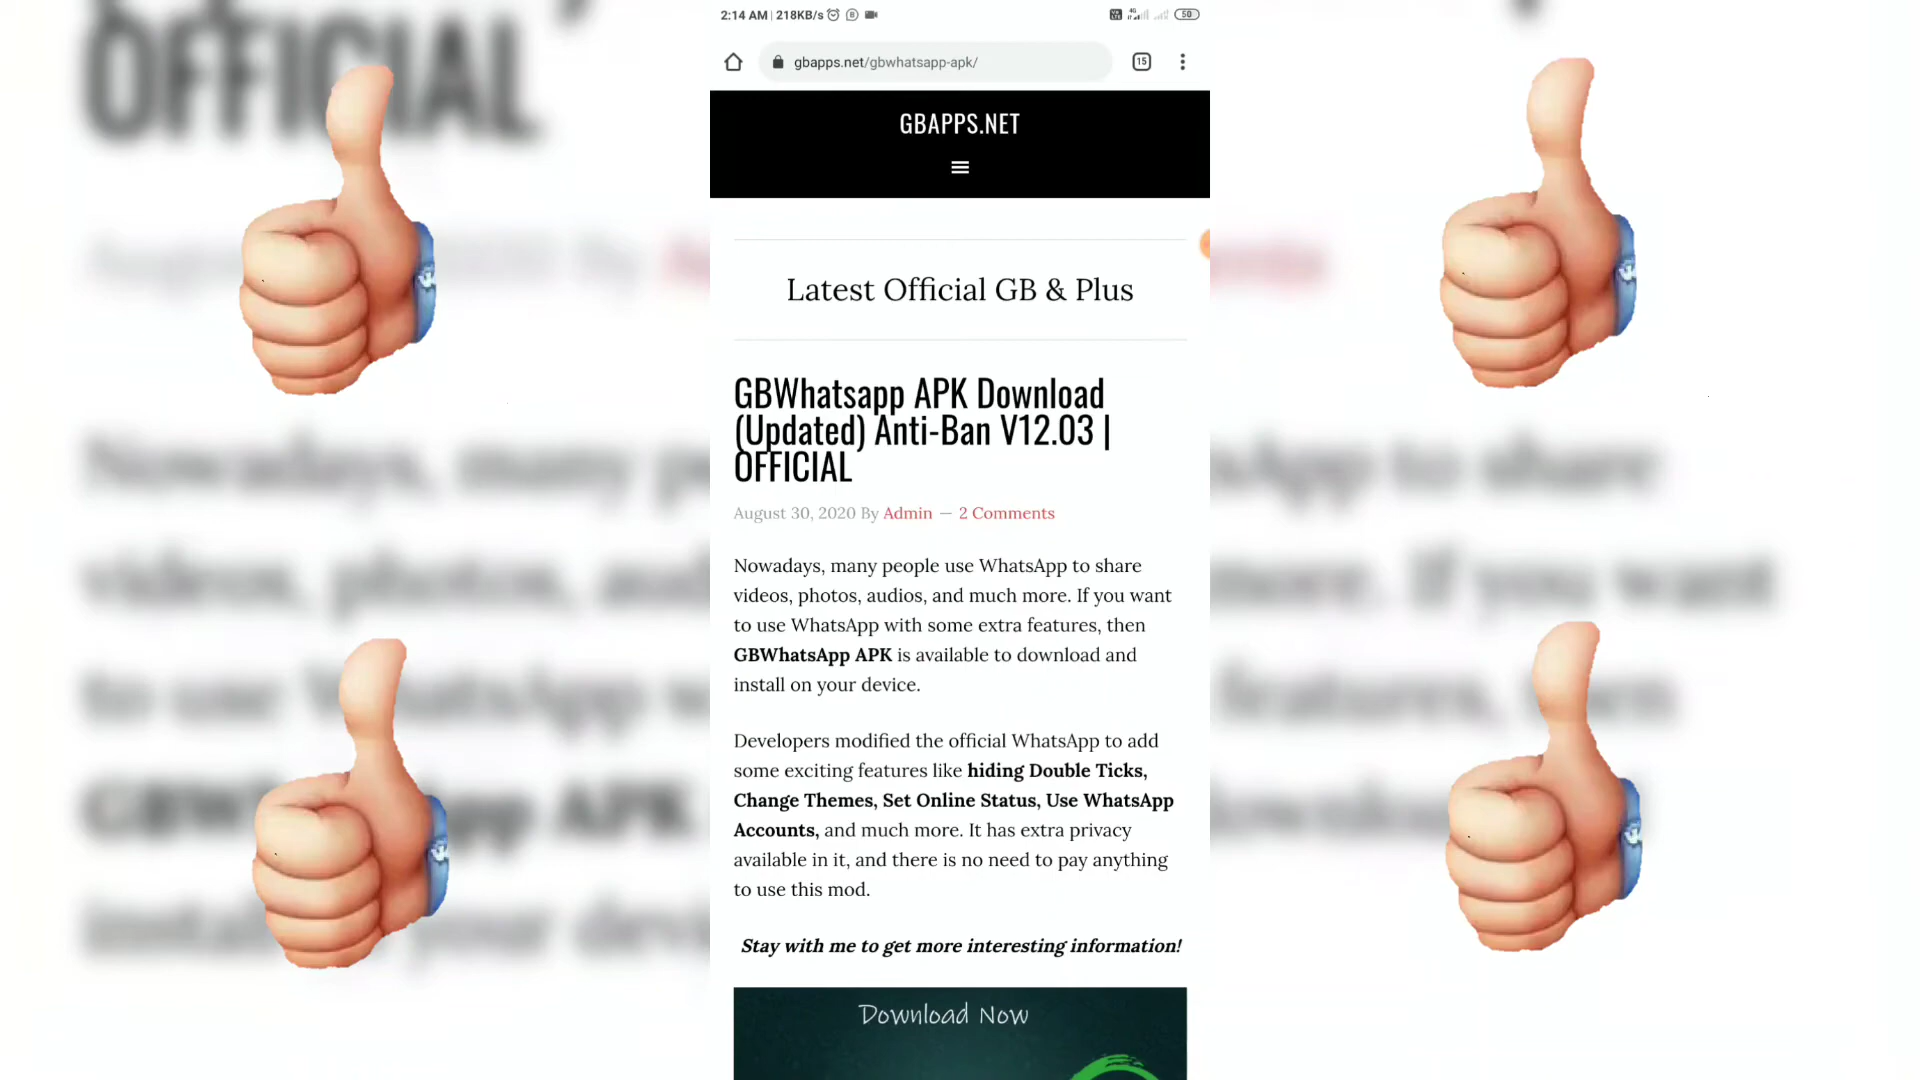 2:14 AM | 218KB/s
4G
50
gbapps.net/gbwhatsapp-apk/
15
GBAPPS.NET
Latest Official GB & Plus
GBWhatsapp APK Download
(Updated) Anti-Ban V12.03 |
OFFICIAL
August 30, 2020 By Admin — 2 Comments
Nowadays, many people use WhatsApp to share
videos, photos, audios, and much more. If you want
to use WhatsApp with some extra features, then
GBWhatsApp APK is available to download and
install on your device.
Developers modified the official WhatsApp to add
some exciting features like hiding Double Ticks,
Change Themes, Set Online Status, Use WhatsApp
Accounts, and much more. It has extra privacy
available in it, and there is no need to pay anything
to use this mod.
Stay with me to get more interesting information!
Download Now